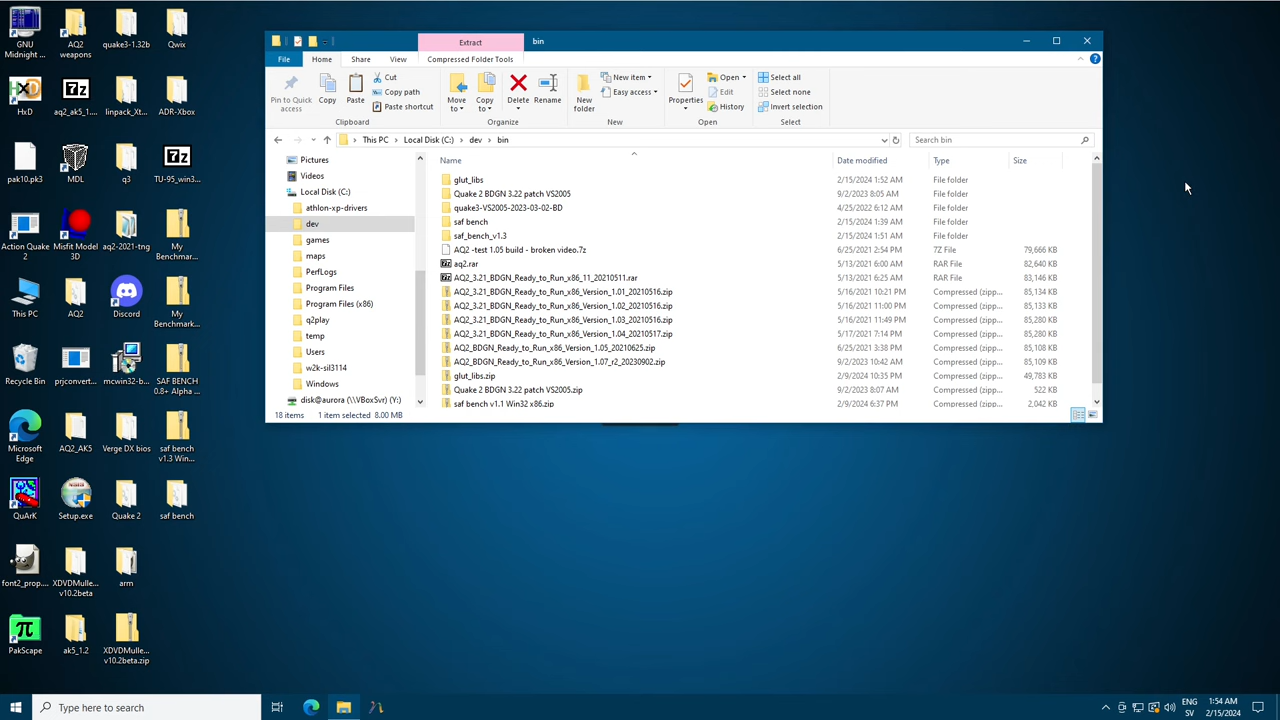 GNU Midnight ...
AQ2 weapons
quake3-1.32b
Qwix
HxD
aq2_ak5_1....
linpack_Xt...
ADR-Xbox
pak10.pk3
MDL
q3
TU-95_win3...
Action Quake 2
Misfit Model 3D
aq2-2021-tng
My Benchmark...
This PC
AQ2
Discord
My Benchmark...
Recycle Bin
prjconvert...
mcwin32-b...
SAF BENCH 0.8+ Alpha ...
Microsoft Edge
AQ2_AK5
Verge DX bios
saf bench v1.3 Win...
QuArK
Setup.exe
Quake 2
saf bench
font2_prop....
XDVDMulle... v10.2beta
arm
PakScape
ak5_1.2
XDVDMulle... v10.2beta.zip
Extract
bin
File
Home
Share
View
Compressed Folder Tools
Pin to Quick access
Copy
Paste
Cut
Copy path
Paste shortcut
Clipboard
Move to
Copy to
Delete
Rename
Organize
New folder
New item
Easy access
New
Properties
Open
Edit
History
Open
Select all
Select none
Invert selection
Select
This PC > Local Disk (C:) > dev > bin
Search bin
Pictures
Videos
Local Disk (C:)
athlon-xp-drivers
dev
games
maps
PerfLogs
Program Files
Program Files (x86)
q2play
temp
Users
w2k-sil3114
Windows
disk@aurora (\\VBoxSvr) (Y:)
Name Date modified Type Size
glut_libs 2/15/2024 1:52 AM File folder
Quake 2 BDGN 3.22 patch VS2005 9/2/2023 8:05 AM File folder
quake3-VS2005-2023-03-02-BD 4/25/2022 6:12 AM File folder
saf bench 2/15/2024 1:39 AM File folder
saf_bench_v1.3 2/15/2024 1:51 AM File folder
AQ2 -test 1.05 build - broken video.7z 6/25/2021 2:54 PM 7Z File 79,666 KB
aq2.rar 5/13/2021 6:00 AM RAR File 82,640 KB
AQ2_3.21_BDGN_Ready_to_Run_x86_11_20210511.rar 5/13/2021 6:25 AM RAR File 83,146 KB
AQ2_3.21_BDGN_Ready_to_Run_x86_Version_1.01_20210516.zip 5/16/2021 10:21 PM Compressed (zipp... 85,134 KB
AQ2_3.21_BDGN_Ready_to_Run_x86_Version_1.02_20210516.zip 5/16/2021 11:00 PM Compressed (zipp... 85,133 KB
AQ2_3.21_BDGN_Ready_to_Run_x86_Version_1.03_20210516.zip 5/16/2021 11:49 PM Compressed (zipp... 85,280 KB
AQ2_3.21_BDGN_Ready_to_Run_x86_Version_1.04_20210517.zip 5/17/2021 7:14 PM Compressed (zipp... 85,280 KB
AQ2_BDGN_Ready_to_Run_x86_Version_1.05_20210625.zip 6/25/2021 3:38 PM Compressed (zipp... 85,108 KB
AQ2_BDGN_Ready_to_Run_x86_Version_1.07_r2_20230902.zip 9/2/2023 10:42 AM Compressed (zipp... 85,109 KB
glut_libs.zip 2/9/2024 10:35 PM Compressed (zipp... 49,783 KB
Quake 2 BDGN 3.22 patch VS2005.zip 9/2/2023 8:07 AM Compressed (zipp... 522 KB
saf bench v1.1 Win32 x86.zip 2/9/2024 6:37 PM Compressed (zipp... 2,042 KB
18 items 1 item selected 8.00 MB
Type here to search
ENG
SV
1:54 AM
2/15/2024